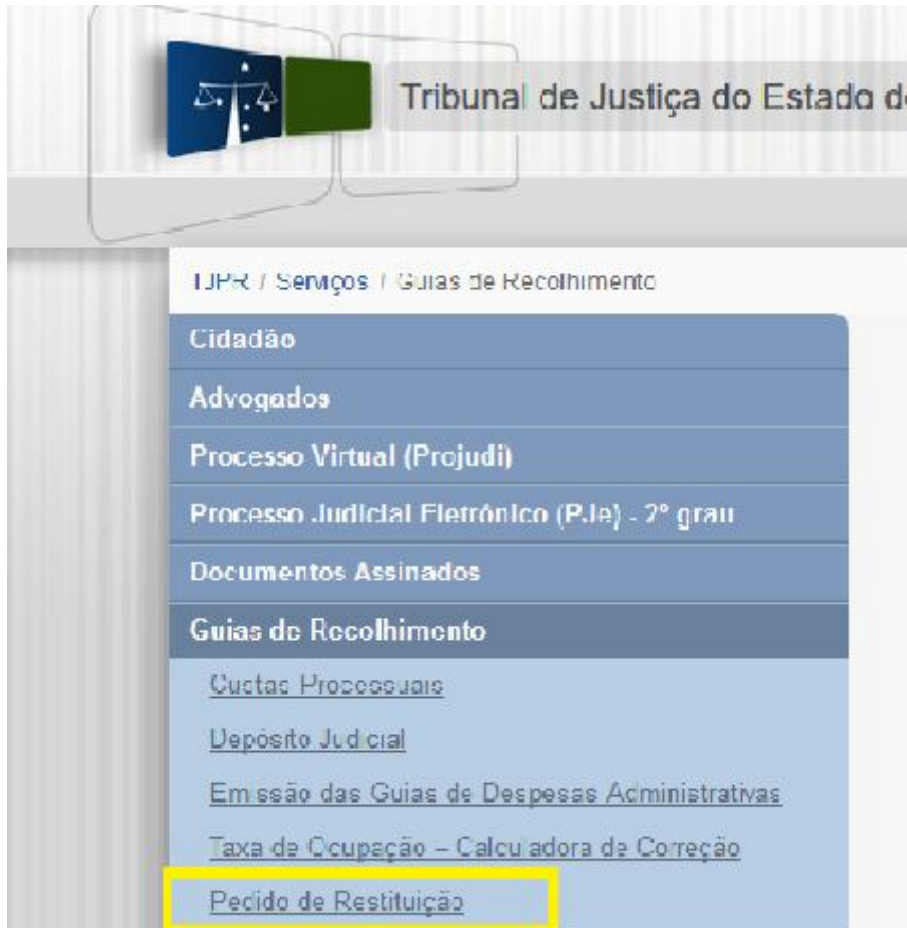 Tribunal de Justiça do Estado d
TJPR / Serviços / Guias de Recolhimento
Cidadão
Advogados
Processo Virtual (Projudi)
Processo Judicial Eletrônico (PJe) - 2º grau
Documentos Assinados
Guias de Recolhimento
Custas Processuais
Depósito Judicial
Emissão das Guias de Despesas Administrativas
Taxa de Ocupação – Calculadora de Correção
Pedido de Restituição